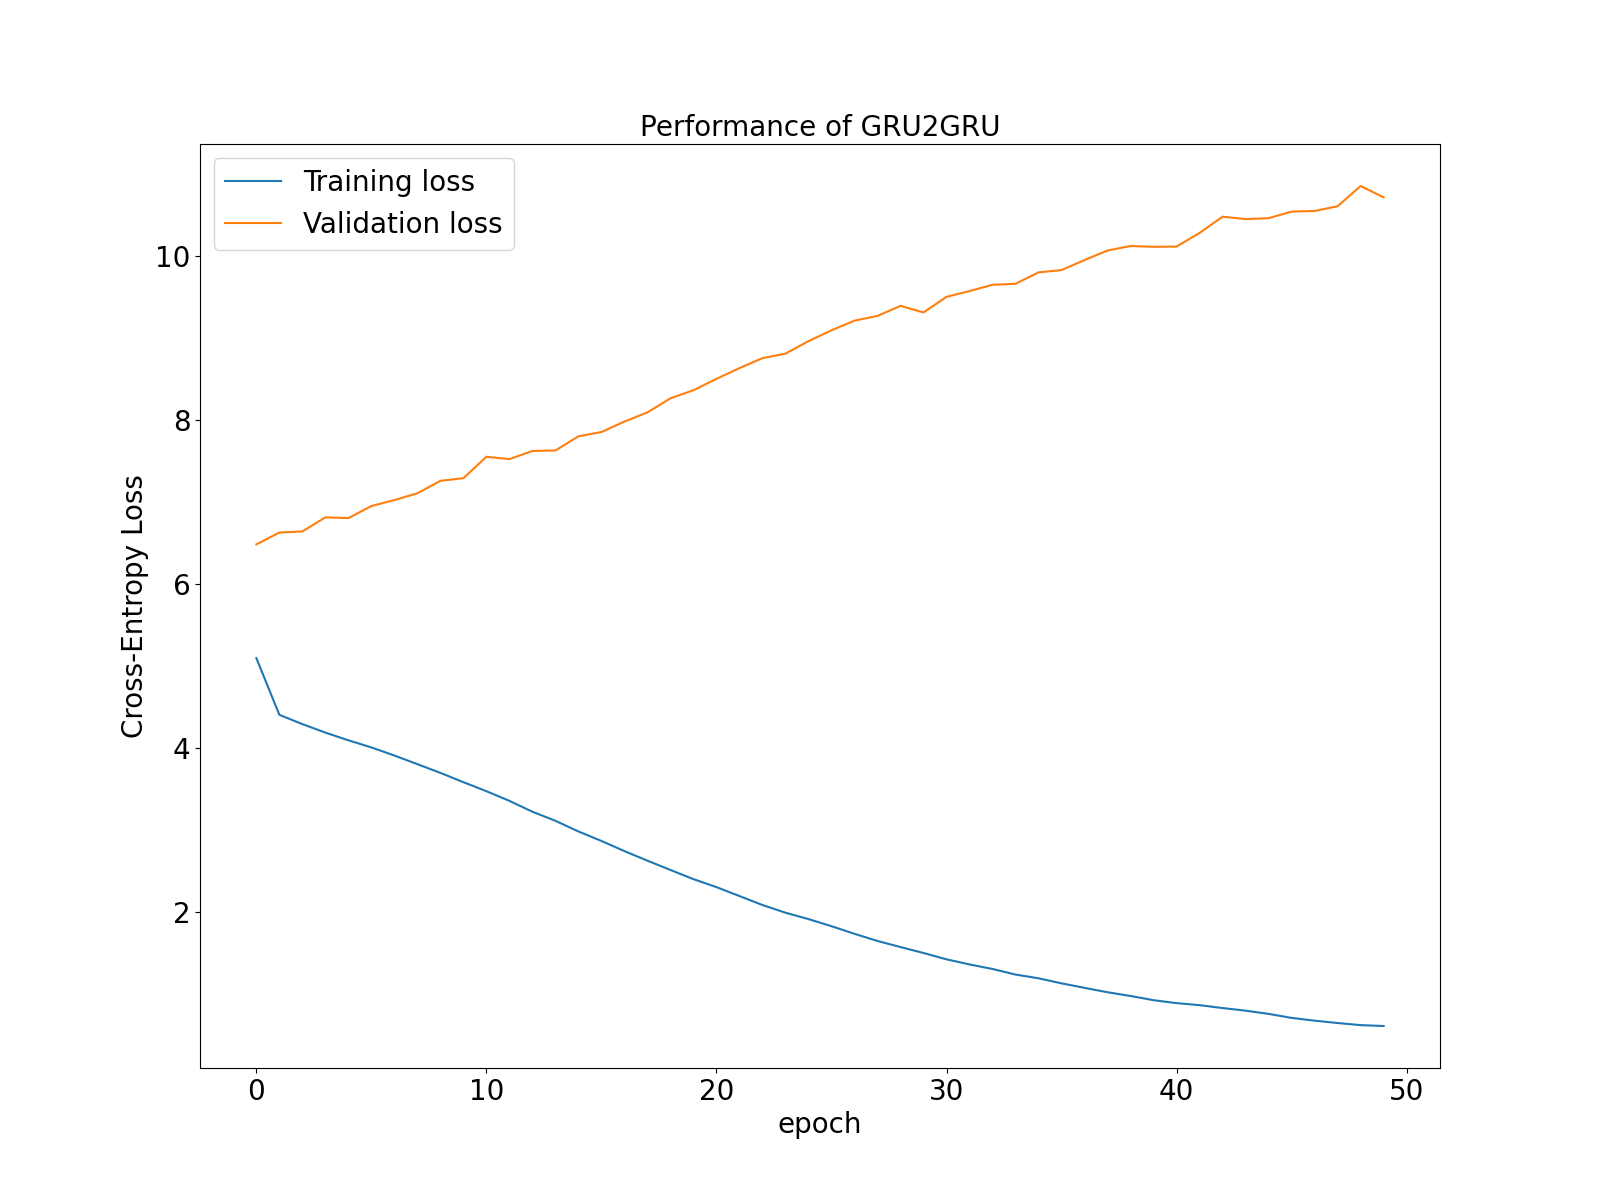 Performance of GRU2GRU
Training loss
Validation loss
10
8
6
4
2
Cross-Entropy Loss
0 10 20 30 40 50
epoch